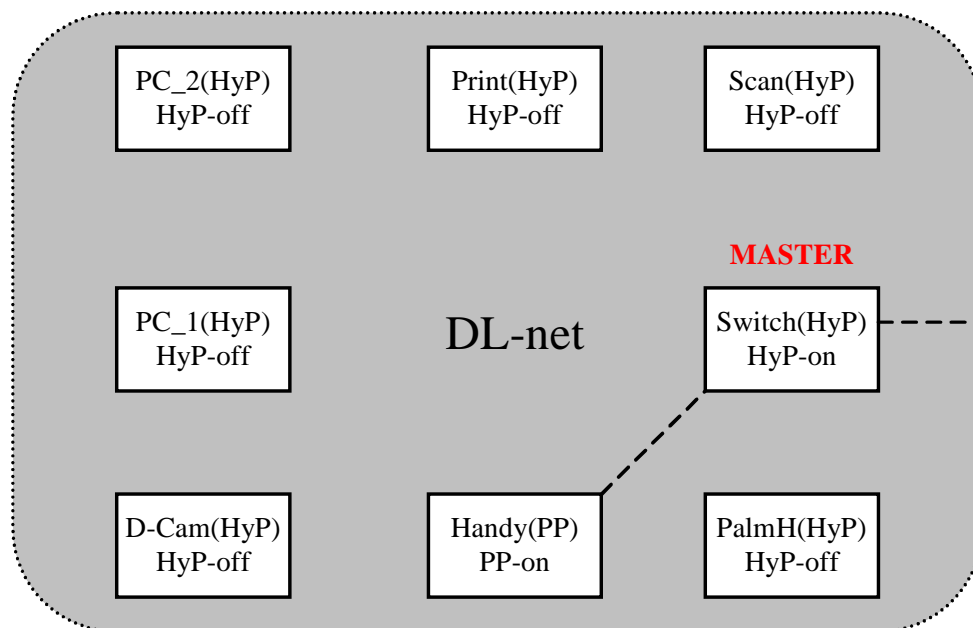 PC_2(HyP)
HyP-off
Print(HyP)
HyP-off
Scan(HyP)
HyP-off
MASTER
PC_1(HyP)
HyP-off
DL-net
Switch(HyP)
HyP-on
D-Cam(HyP)
HyP-off
Handy(PP)
PP-on
PalmH(HyP)
HyP-off